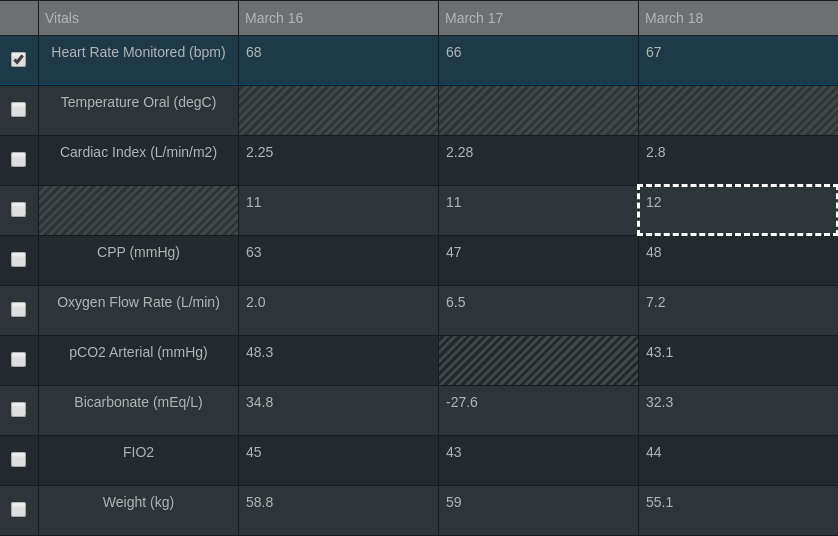 Vitals March 16 March 17 March 18
Heart Rate Monitored (bpm) 68 66 67
Temperature Oral (degC)
Cardiac Index (L/min/m2) 2.25 2.28 2.8
11 11 12
CPP (mmHg) 63 47 48
Oxygen Flow Rate (L/min) 2.0 6.5 7.2
pCO2 Arterial (mmHg) 48.3 43.1
Bicarbonate (mEq/L) 34.8 -27.6 32.3
FIO2 45 43 44
Weight (kg) 58.8 59 55.1